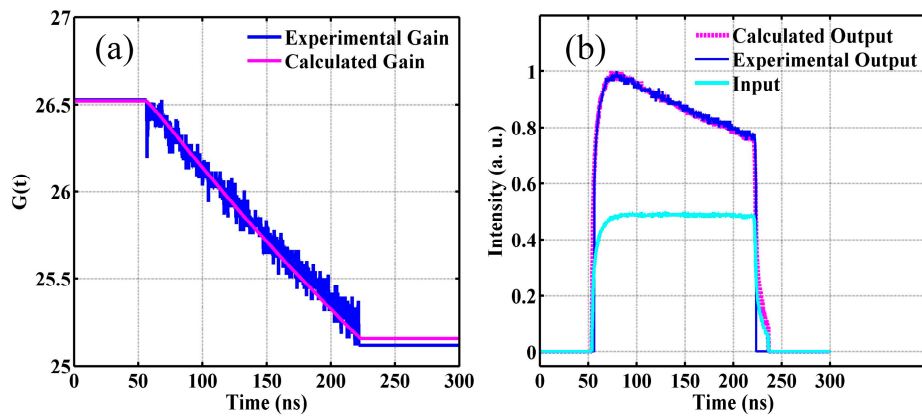 (a)
Experimental Gain
Calculated Gain
27
26.5
26
25.5
25
G(t)
0 50 100 150 200 250 300
Time (ns)
(b)
Calculated Output
Experimental Output
Input
1
0.8
0.6
0.4
0.2
0
Intensity (a. u.)
0 50 100 150 200 250 300
Time (ns)